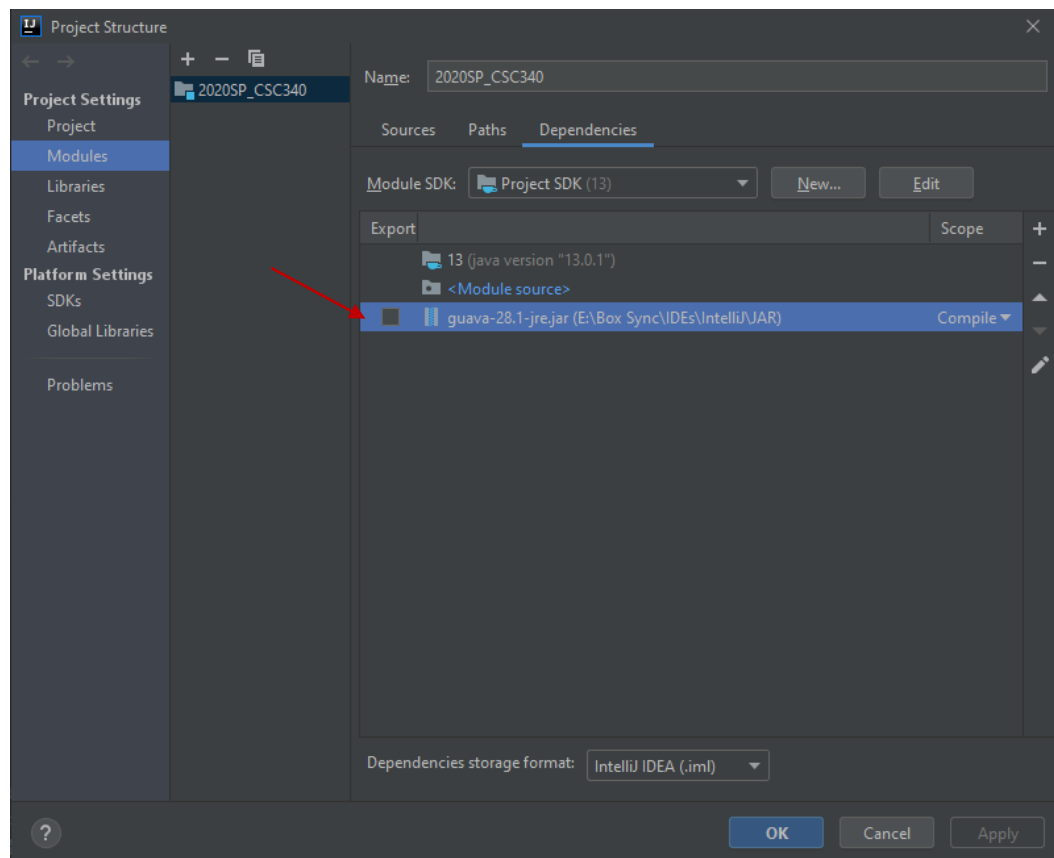 Project Structure
Project Settings
Project
Modules
Libraries
Facets
Artifacts
Platform Settings
SDKs
Global Libraries
Problems
2020SP_CSC340
Name: 2020SP_CSC340
Sources Paths Dependencies
Module SDK: Project SDK (13) New... Edit
Export Scope
13 (java version "13.0.1")
<Module source>
guava-28.1-jre.jar (E:\Box Sync\IDEs\IntelliJ\JAR) Compile
Dependencies storage format: IntelliJ IDEA (.iml)
? OK Cancel Apply